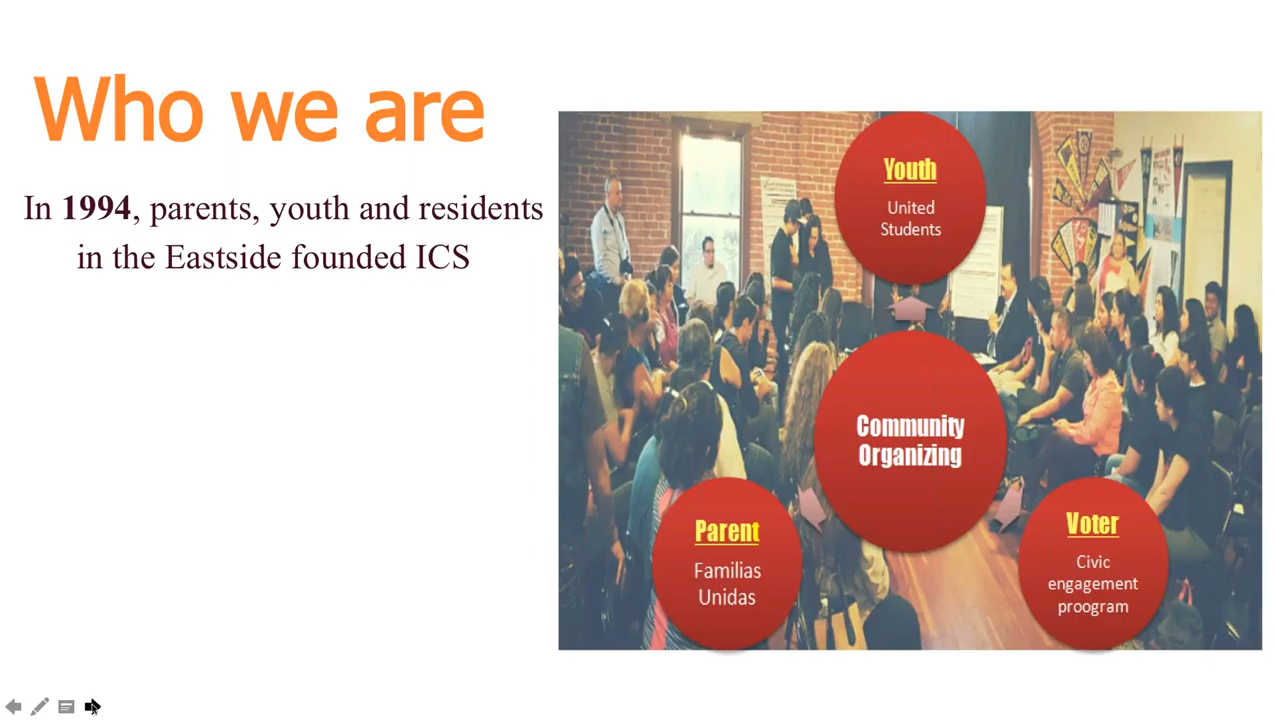 Who we are
In 1994, parents, youth and residents
in the Eastside founded ICS
Youth
United
Students
Community
Organizing
Parent
Familias
Unidas
Voter
Civic
engagement
proogram